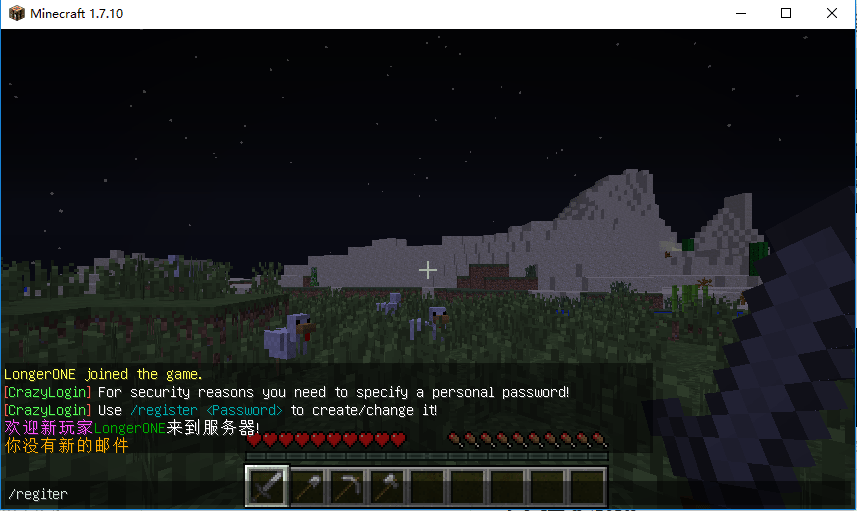 Minecraft 1.7.10
LongerONE joined the game.
[CrazyLogin] For security reasons you need to specify a personal password!
[CrazyLogin] Use /register <Password> to create/change it!
欢迎新玩家LongerONE来到服务器!
你没有新的邮件
/regiter